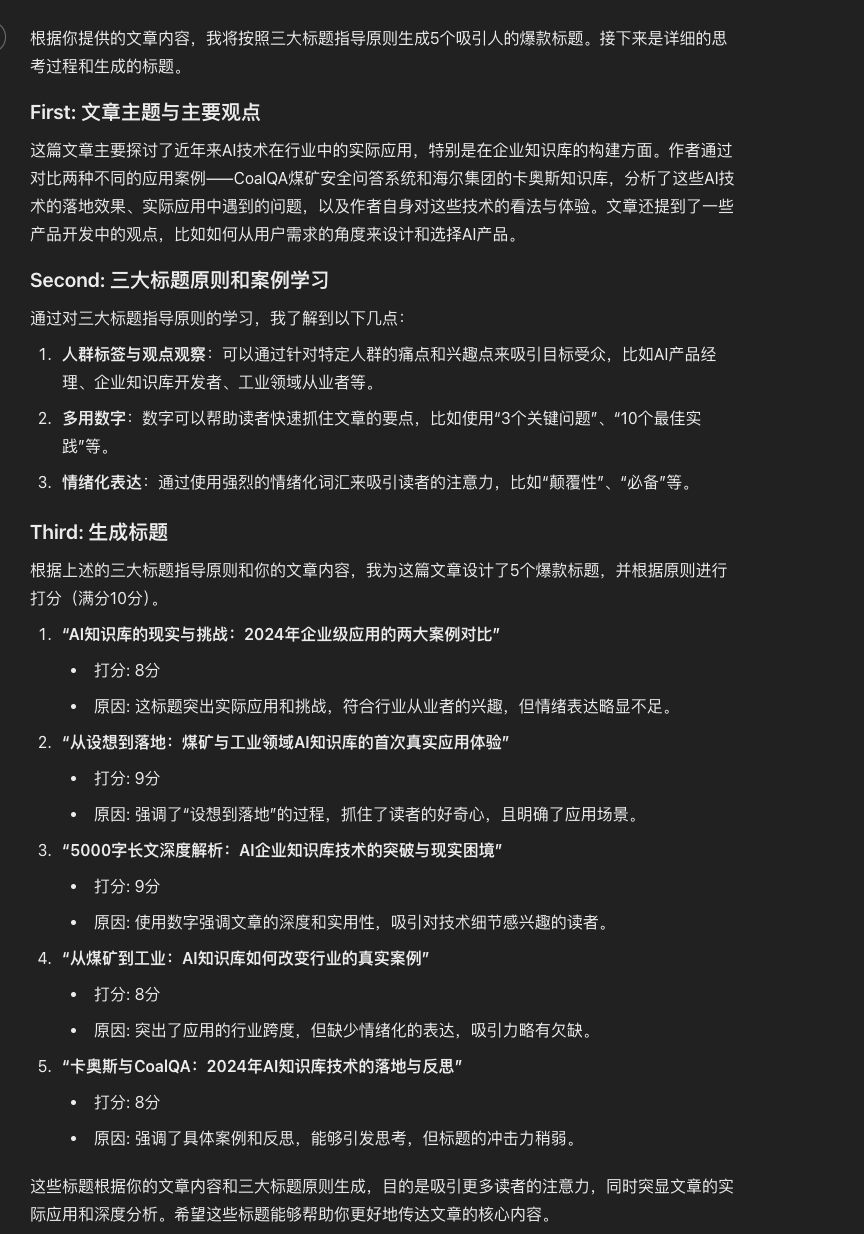 根据你提供的文章内容，我将按照三大标题指导原则生成5个吸引人的爆款标题。接下来是详细的思
考过程和生成的标题。
First: 文章主题与主要观点
这篇文章主要探讨了近年来AI技术在行业中的实际应用，特别是在企业知识库的构建方面。作者通过
对比两种不同的应用案例——CoalQA煤矿安全问答系统和海尔集团的卡奥斯知识库，分析了这些AI技
术的落地效果、实际应用中遇到的问题，以及作者自身对这些技术的看法与体验。文章还提到了一些
产品开发中的观点，比如如何从用户需求的角度来设计和选择AI产品。
Second: 三大标题原则和案例学习
通过对三大标题指导原则的学习，我了解到以下几点：
1. 人群标签与观点观察：可以通过针对特定人群的痛点和兴趣点来吸引目标受众，比如AI产品经
理、企业知识库开发者、工业领域从业者等。
2. 多用数字：数字可以帮助读者快速抓住文章的要点，比如使用“3个关键问题”、“10个最佳实
践”等。
3. 情绪化表达：通过使用强烈的情绪化词汇来吸引读者的注意力，比如“颠覆性”、“必备”等。
Third: 生成标题
根据上述的三大标题指导原则和你的文章内容，我为这篇文章设计了5个爆款标题，并根据原则进行
打分（满分10分）。
1. “AI知识库的现实与挑战：2024年企业级应用的两大案例对比”
• 打分: 8分
• 原因: 这标题突出实际应用和挑战，符合行业从业者的兴趣，但情绪表达略显不足。
2. “从设想到落地：煤矿与工业领域AI知识库的首次真实应用体验”
• 打分: 9分
• 原因: 强调了“设想到落地”的过程，抓住了读者的好奇心，且明确了应用场景。
3. “5000字长文深度解析：AI企业知识库技术的突破与现实困境”
• 打分: 9分
• 原因: 使用数字强调文章的深度和实用性，吸引对技术细节感兴趣的读者。
4. “从煤矿到工业：AI知识库如何改变行业的真实案例”
• 打分: 8分
• 原因: 突出了应用的行业跨度，但缺少情绪化的表达，吸引力略有欠缺。
5. “卡奥斯与CoalQA：2024年AI知识库技术的落地与反思”
• 打分: 8分
• 原因: 强调了具体案例和反思，能够引发思考，但标题的冲击力稍弱。
这些标题根据你的文章内容和三大标题原则生成，目的是吸引更多读者的注意力，同时突显文章的实
际应用和深度分析。希望这些标题能够帮助你更好地传达文章的核心内容。